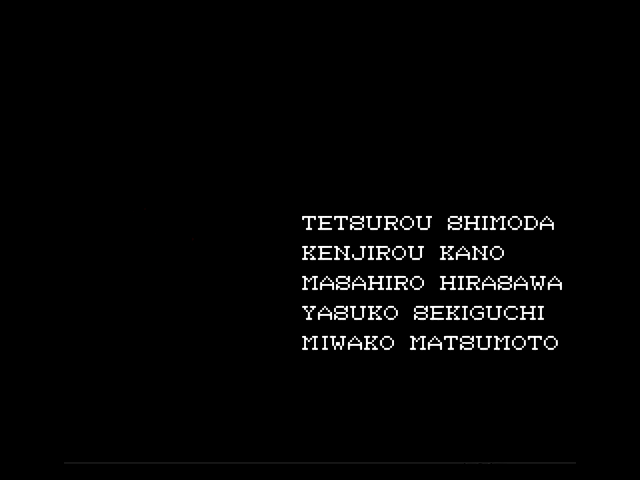 TETSUROU SHIMODA
KENJIROU KANO
MASAHIRO HIRASAWA
YASUKO SEKIGUCHI
MIWAKO MATSUMOTO